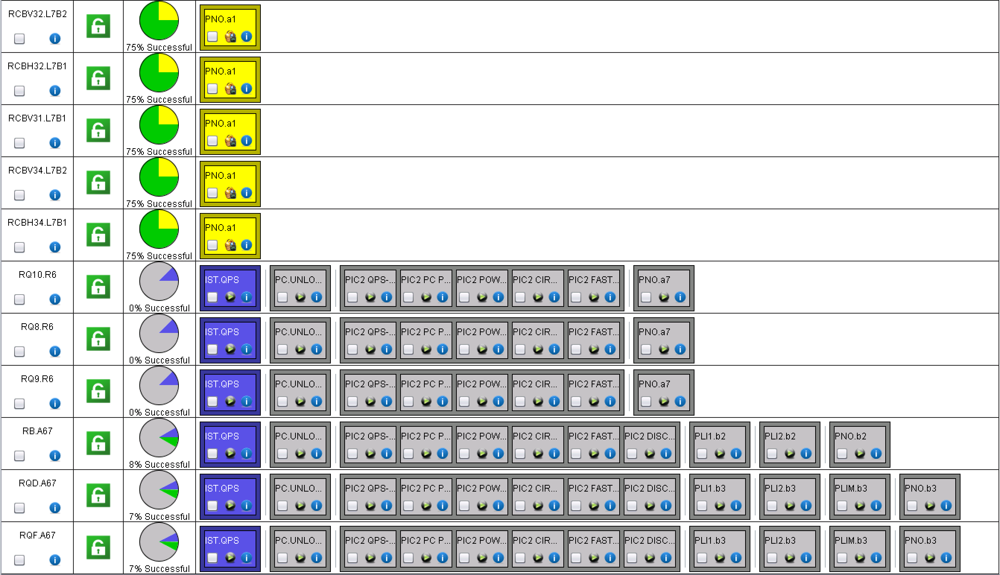 RCBV32.L7B2
PNO.a1
75% Successful
RCBH32.L7B1
PNO.a1
75% Successful
RCBV31.L7B1
PNO.a1
75% Successful
RCBV34.L7B2
PNO.a1
75% Successful
RCBH34.L7B1
PNO.a1
75% Successful
RQ10.R6
IST.QPS PC.UNLO... PIC2 QPS-... PIC2 PC P... PIC2 POW... PIC2 CIR... PIC2 FAST... PNO.a7
0% Successful
RQ8.R6
IST.QPS PC.UNLO... PIC2 QPS-... PIC2 PC P... PIC2 POW... PIC2 CIR... PIC2 FAST... PNO.a7
0% Successful
RQ9.R6
IST.QPS PC.UNLO... PIC2 QPS-... PIC2 PC P... PIC2 POW... PIC2 CIR... PIC2 FAST... PNO.a7
0% Successful
RB.A67
IST.QPS PC.UNLO... PIC2 QPS-... PIC2 PC P... PIC2 POW... PIC2 CIR... PIC2 FAST... PIC2 DISC... PLI1.b2 PLI2.b2 PNO.b2
8% Successful
RQD.A67
IST.QPS PC.UNLO... PIC2 QPS-... PIC2 PC P... PIC2 POW... PIC2 CIR... PIC2 FAST... PIC2 DISC... PLI1.b3 PLI2.b3 PLIM.b3 PNO.b3
7% Successful
RQF.A67
IST.QPS PC.UNLO... PIC2 QPS-... PIC2 PC P... PIC2 POW... PIC2 CIR... PIC2 FAST... PIC2 DISC... PLI1.b3 PLI2.b3 PLIM.b3 PNO.b3
7% Successful